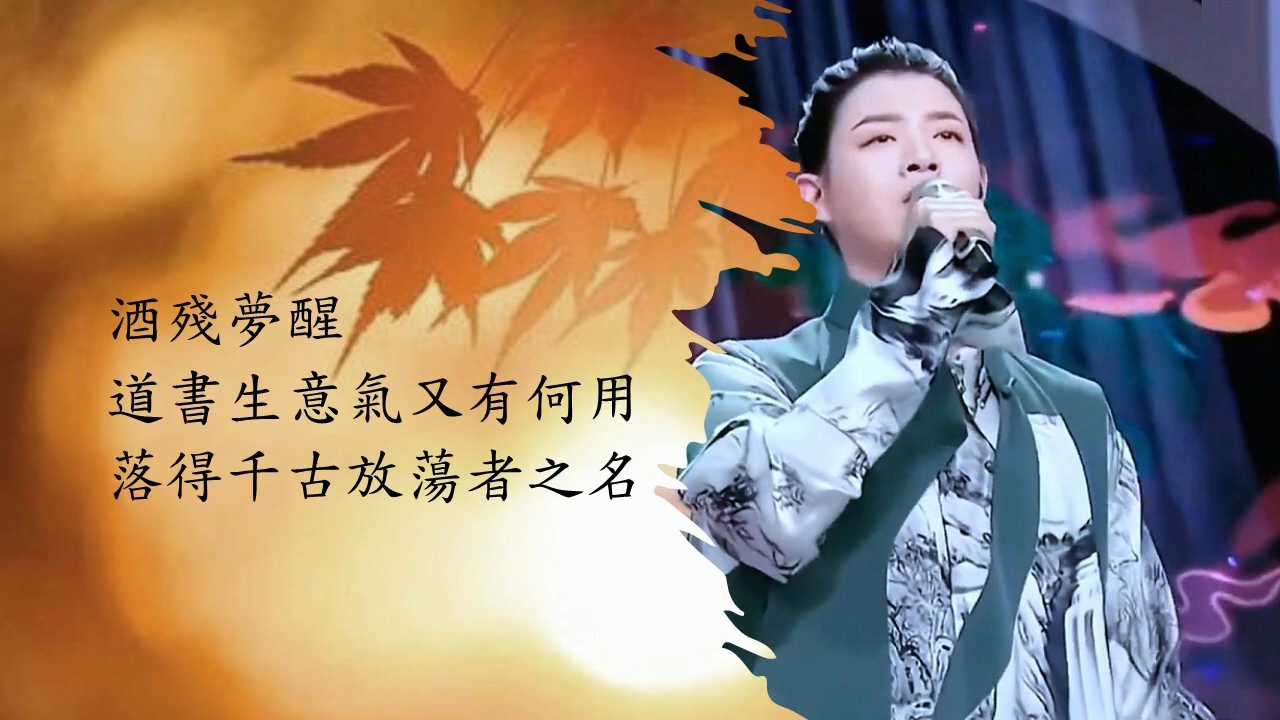 酒殘夢醒
道書生意氣又有何用
落得千古放蕩者之名